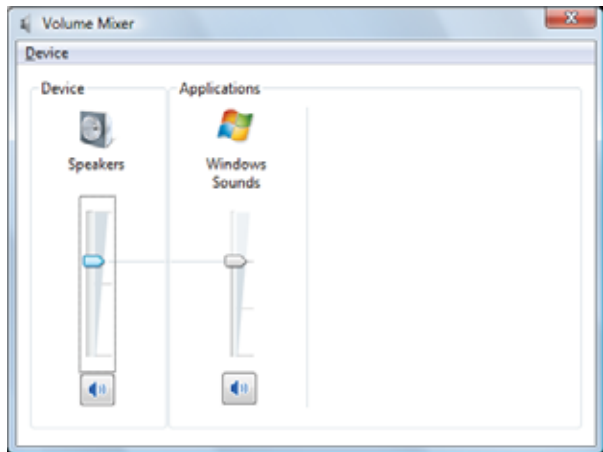 Volume Mixer
Device
Device
Applications
Speakers
Windows
Sounds